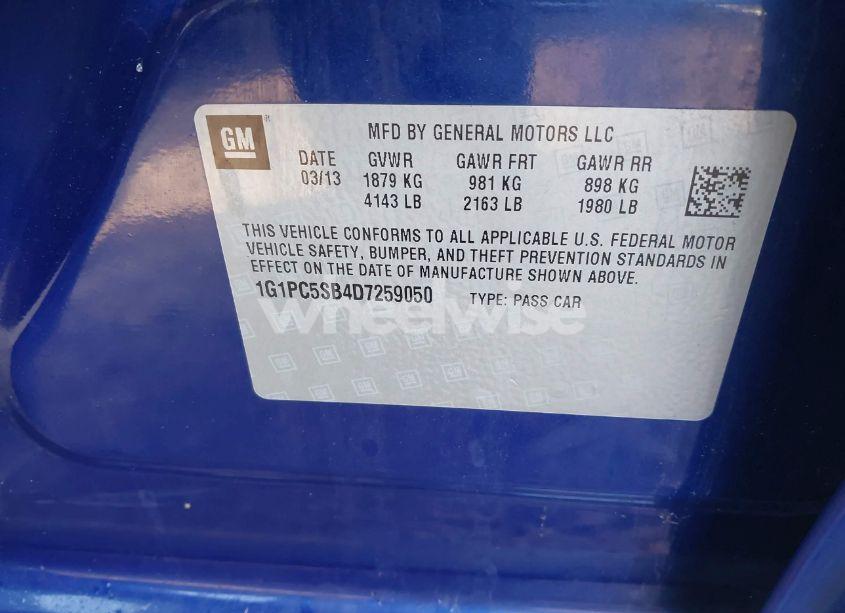 GM ®
MFD BY GENERAL MOTORS LLC
DATE GVWR GAWR FRT GAWR RR
03/13 1879 KG 981 KG 898 KG
4143 LB 2163 LB 1980 LB
THIS VEHICLE CONFORMS TO ALL APPLICABLE U.S. FEDERAL MOTOR
VEHICLE SAFETY, BUMPER, AND THEFT PREVENTION STANDARDS IN
EFFECT ON THE DATE OF MANUFACTURE SHOWN ABOVE.
1G1PC5SB4D7259050 TYPE: PASS CAR
wheelwise